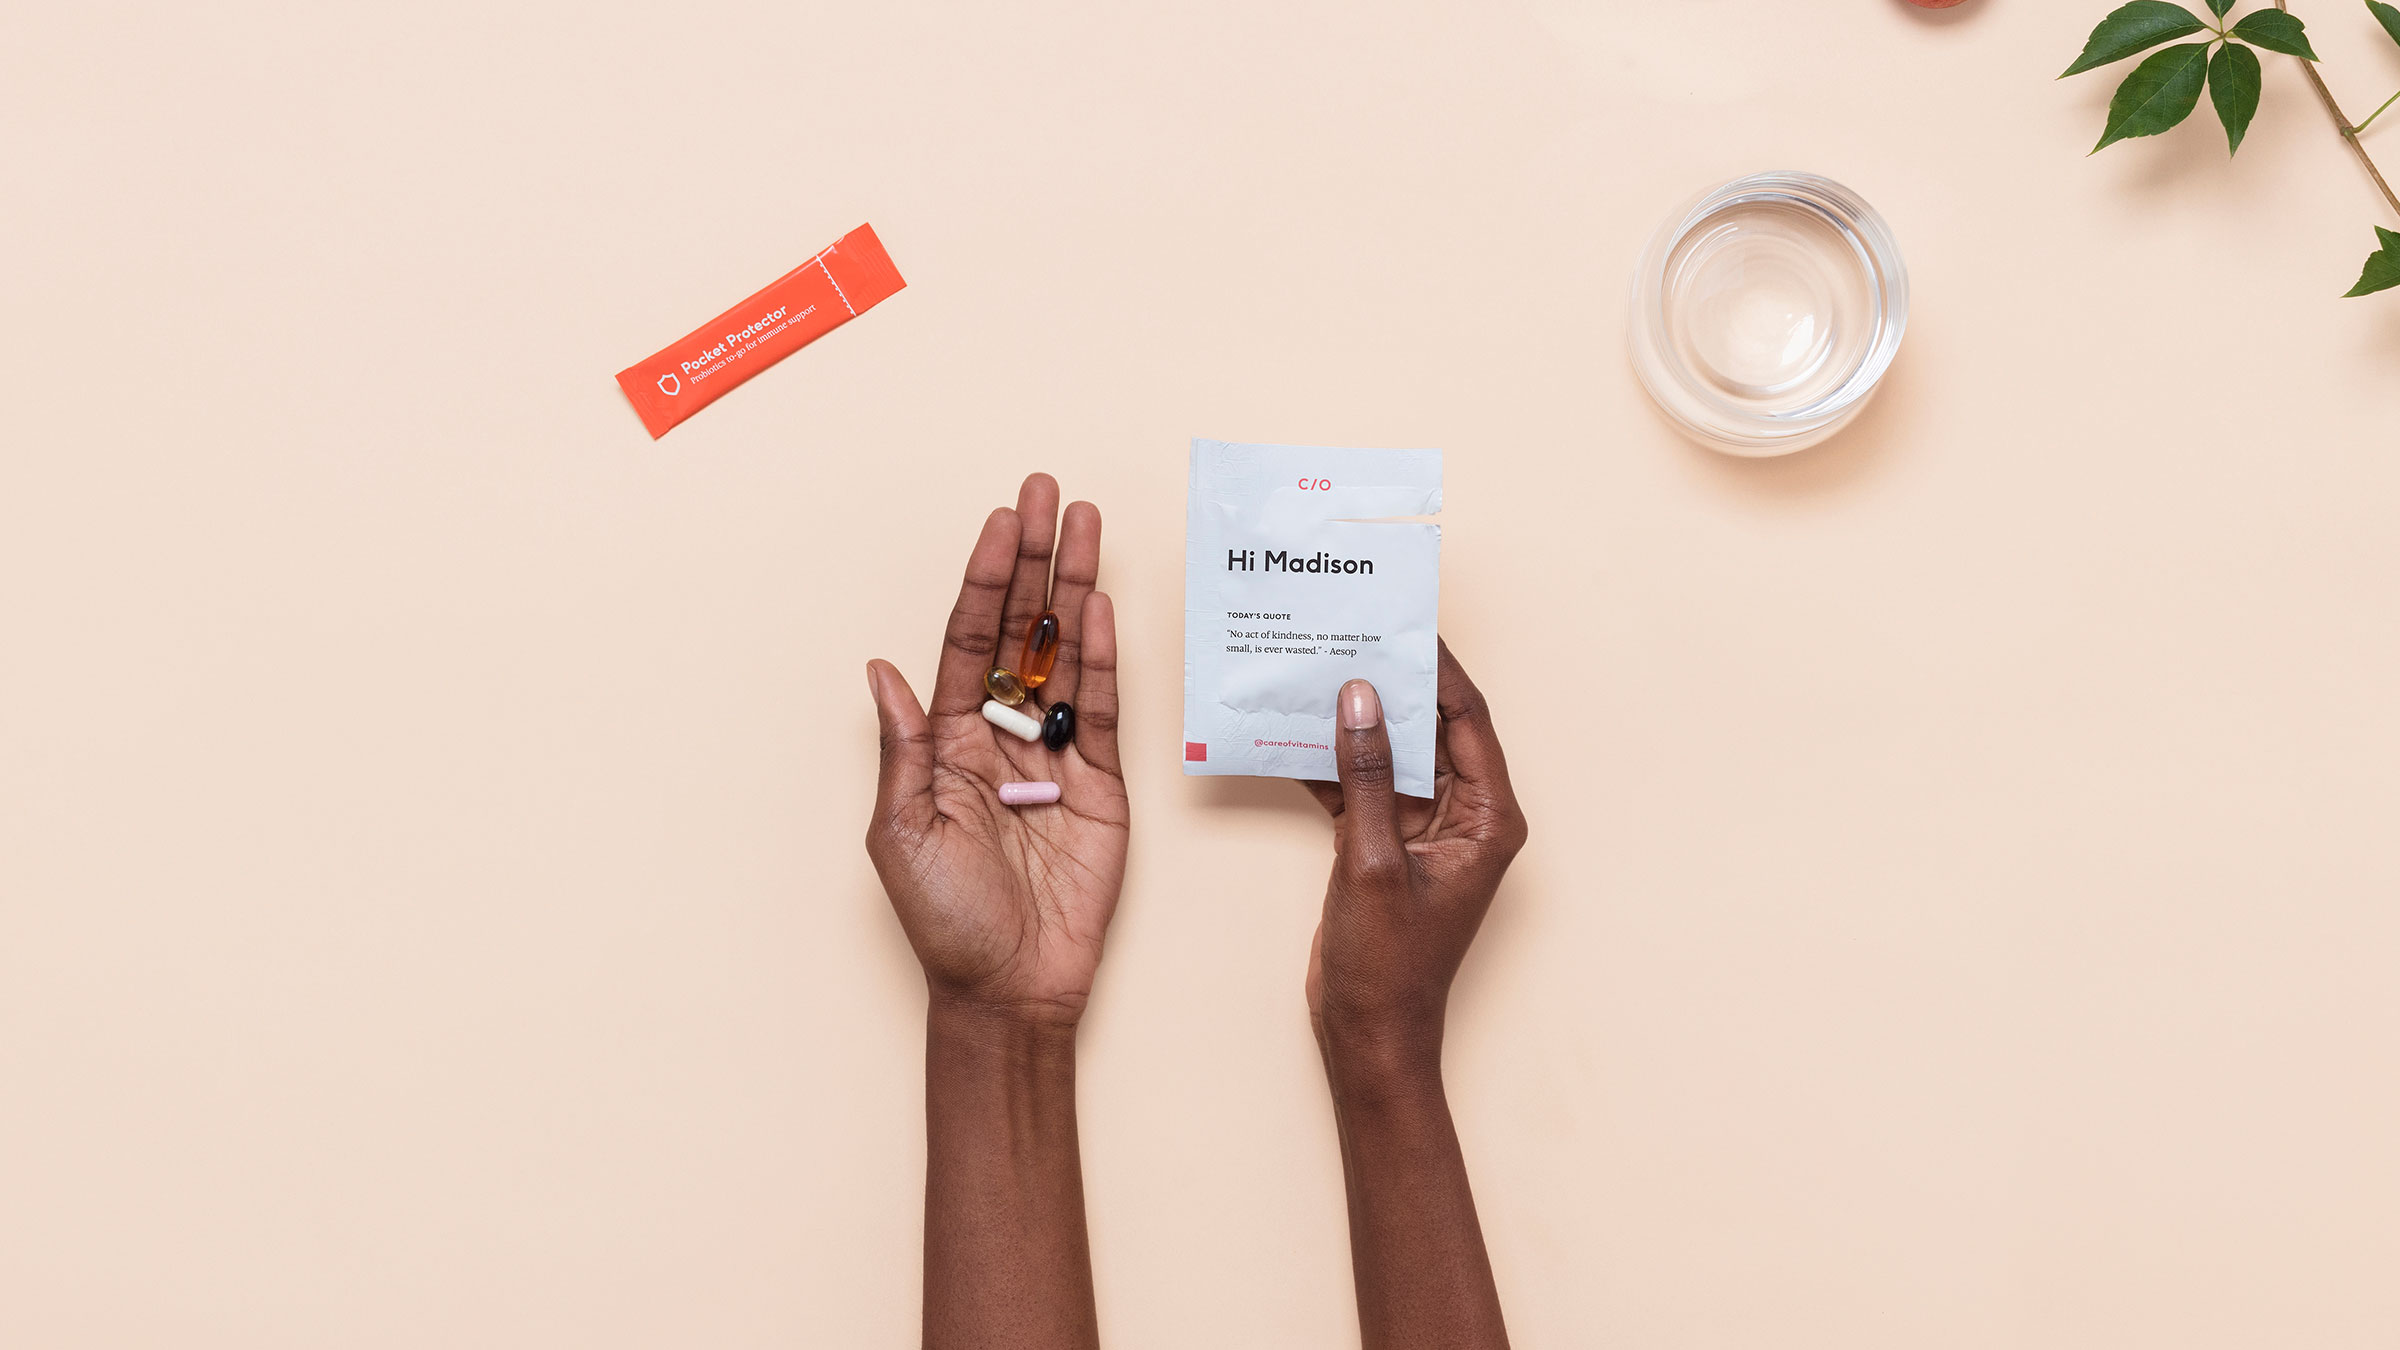 Pocket Protector
Probiotics to-go for immune support
C/O
Hi Madison
TODAY'S QUOTE
"No act of kindness, no matter how
small, is ever wasted." - Aesop
@careofvitamins